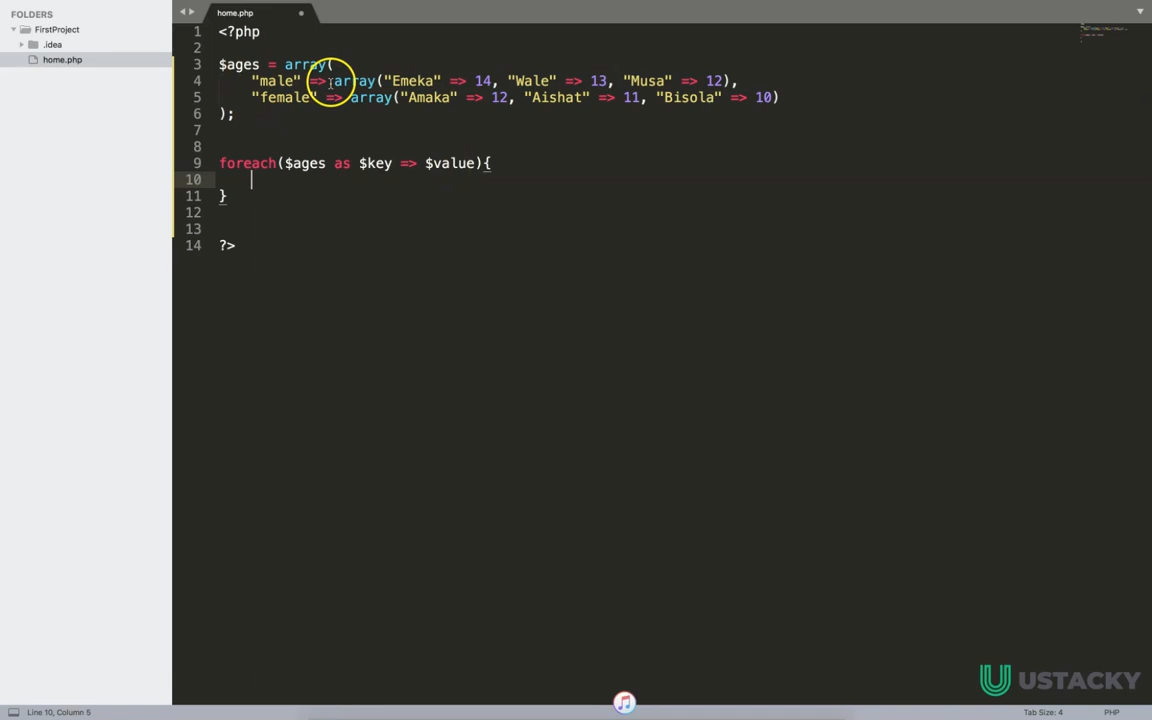 FOLDERS
FirstProject
.idea
home.php
home.php
1 <?php
2
3 $ages = array(
4 "male" => array("Emeka" => 14, "Wale" => 13, "Musa" => 12),
5 "female" => array("Amaka" => 12, "Aishat" => 11, "Bisola" => 10)
6 );
7
8
9 foreach($ages as $key => $value){
10
11 }
12
13
14 ?>
USTACKY
Line 10, Column 5
Tab Size: 4
PHP